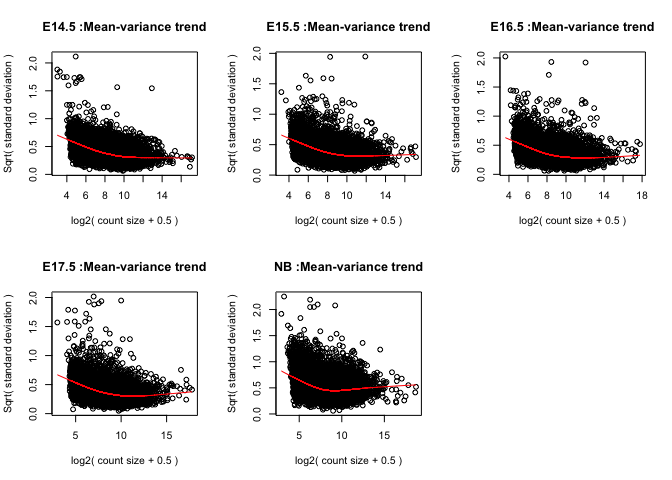 E14.5 :Mean-variance trend
Sqrt( standard deviation )
0.0 0.5 1.0 1.5 2.0
4 6 8 10 14
log2( count size + 0.5 )
E15.5 :Mean-variance trend
Sqrt( standard deviation )
0.0 0.5 1.0 1.5 2.0
4 6 8 10 14
log2( count size + 0.5 )
E16.5 :Mean-variance trend
Sqrt( standard deviation )
0.0 0.5 1.0 1.5 2.0
4 6 8 10 14 18
log2( count size + 0.5 )
E17.5 :Mean-variance trend
Sqrt( standard deviation )
0.0 0.5 1.0 1.5 2.0
5 10 15
log2( count size + 0.5 )
NB :Mean-variance trend
Sqrt( standard deviation )
0.0 0.5 1.0 1.5 2.0
5 10 15
log2( count size + 0.5 )